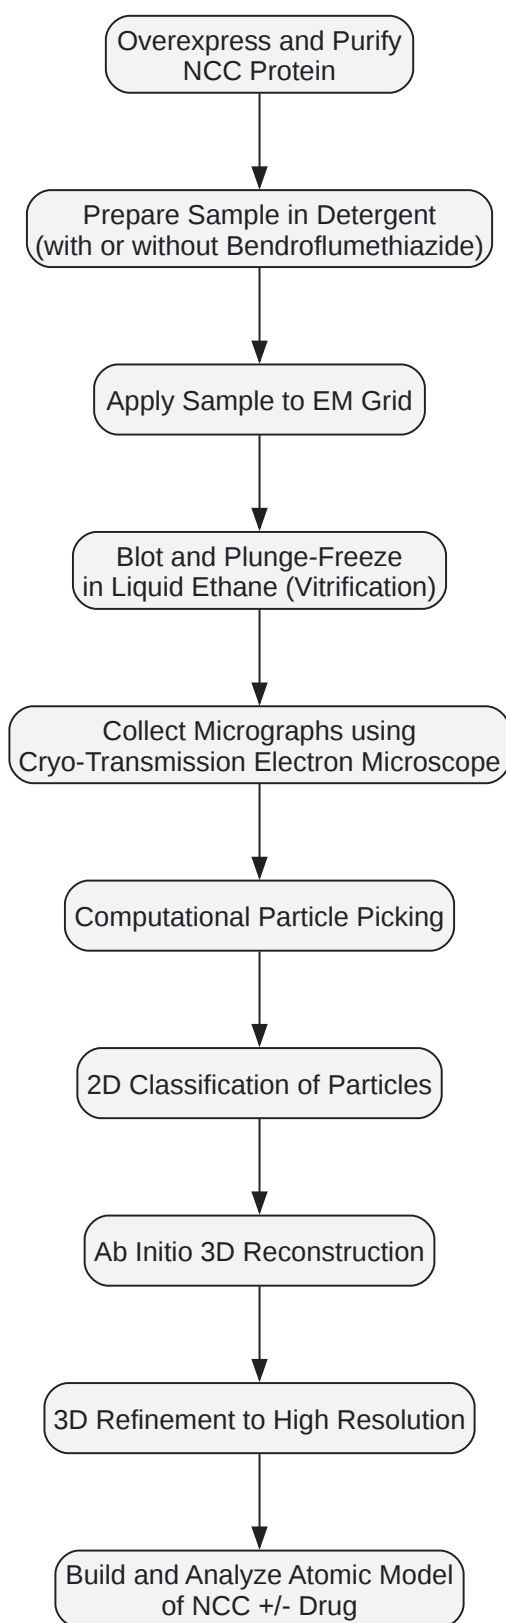 Overexpress and Purify
NCC Protein
Prepare Sample in Detergent
(with or without Bendroflumethiazide)
Apply Sample to EM Grid
Blot and Plunge-Freeze
in Liquid Ethane (Vitrification)
Collect Micrographs using
Cryo-Transmission Electron Microscope
Computational Particle Picking
2D Classification of Particles
Ab Initio 3D Reconstruction
3D Refinement to High Resolution
Build and Analyze Atomic Model
of NCC +/- Drug